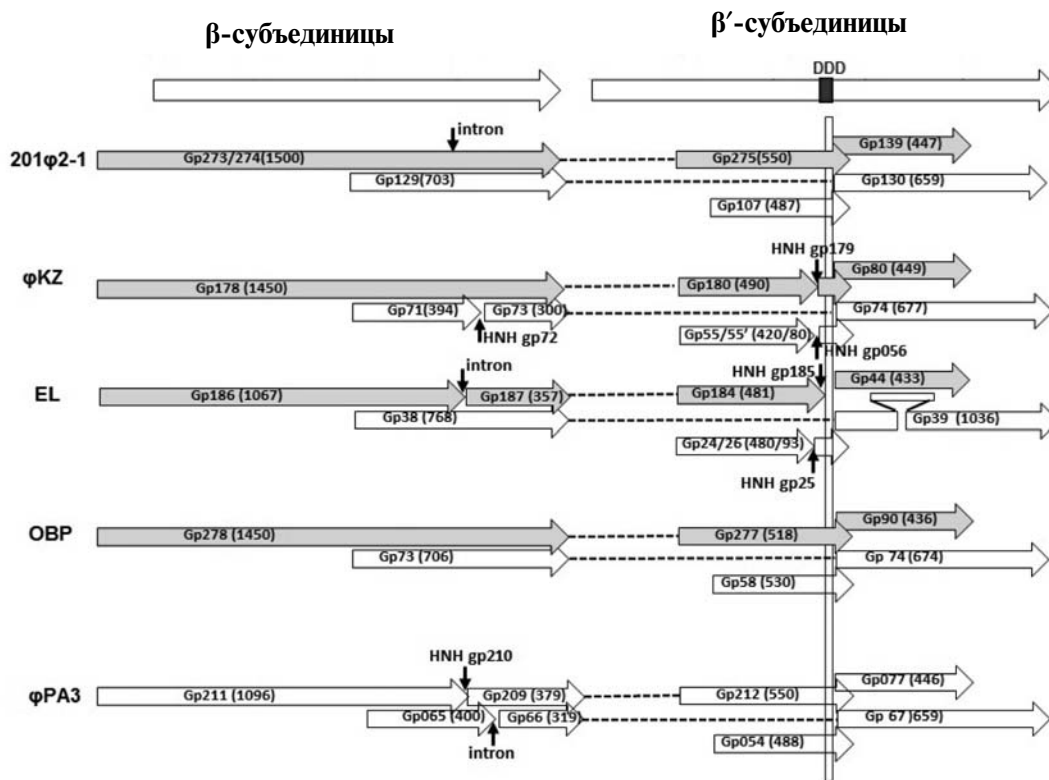 β-субъединицы
β′-субъединицы
DDD
201φ2-1
intron
Gp273/274(1500)
Gp275(550)
Gp139 (447)
Gp129(703)
Gp130 (659)
Gp107 (487)
HNH gp179
φKZ
Gp178 (1450)
Gp180 (490)
Gp80 (449)
Gp71(394)
Gp73 (300)
Gp74 (677)
HNH gp72
Gp55/55′ (420/80)
HNH gp056
intron
HNH gp185
EL
Gp186 (1067)
Gp187 (357)
Gp184 (481)
Gp44 (433)
Gp38 (768)
Gp39 (1036)
Gp24/26 (480/93)
HNH gp25
OBP
Gp278 (1450)
Gp277 (518)
Gp90 (436)
Gp73 (706)
Gp 74 (674)
Gp58 (530)
HNH gp210
φPA3
Gp211 (1096)
Gp209 (379)
Gp212 (550)
Gp077 (446)
Gp065 (400)
Gp66 (319)
Gp 67)659)
intron
Gp054 (488)